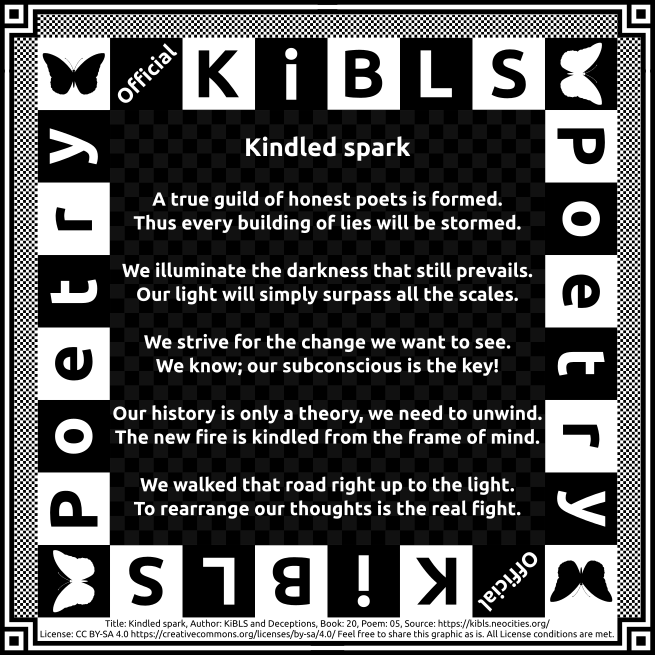 Official KiBLS
Poetry
Poetry
Kindled spark
A true guild of honest poets is formed.
Thus every building of lies will be stormed.
We illuminate the darkness that still prevails.
Our light will simply surpass all the scales.
We strive for the change we want to see.
We know; our subconscious is the key!
Our history is only a theory, we need to unwind.
The new fire is kindled from the frame of mind.
We walked that road right up to the light.
To rearrange our thoughts is the real fight.
Official KiBLS
Title: Kindled spark, Author: KiBLS and Deceptions, Book: 20, Poem: 05, Source: https://kibls.neocities.org/
License: CC BY-SA 4.0 https://creativecommons.org/licenses/by-sa/4.0/ Feel free to share this graphic as is. All License conditions are met.